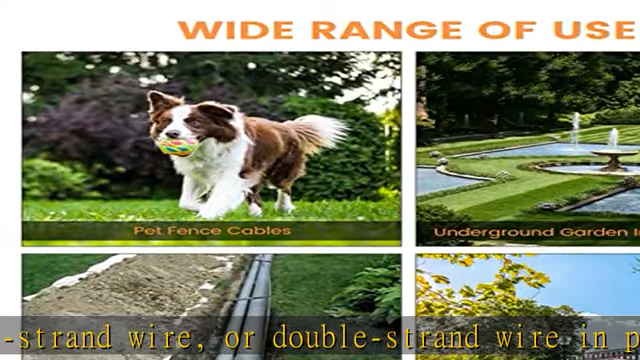 WIDE RANGE OF USE
Pet Fence Cables
Underground Garden
-strand wire, or double-strand wire in p